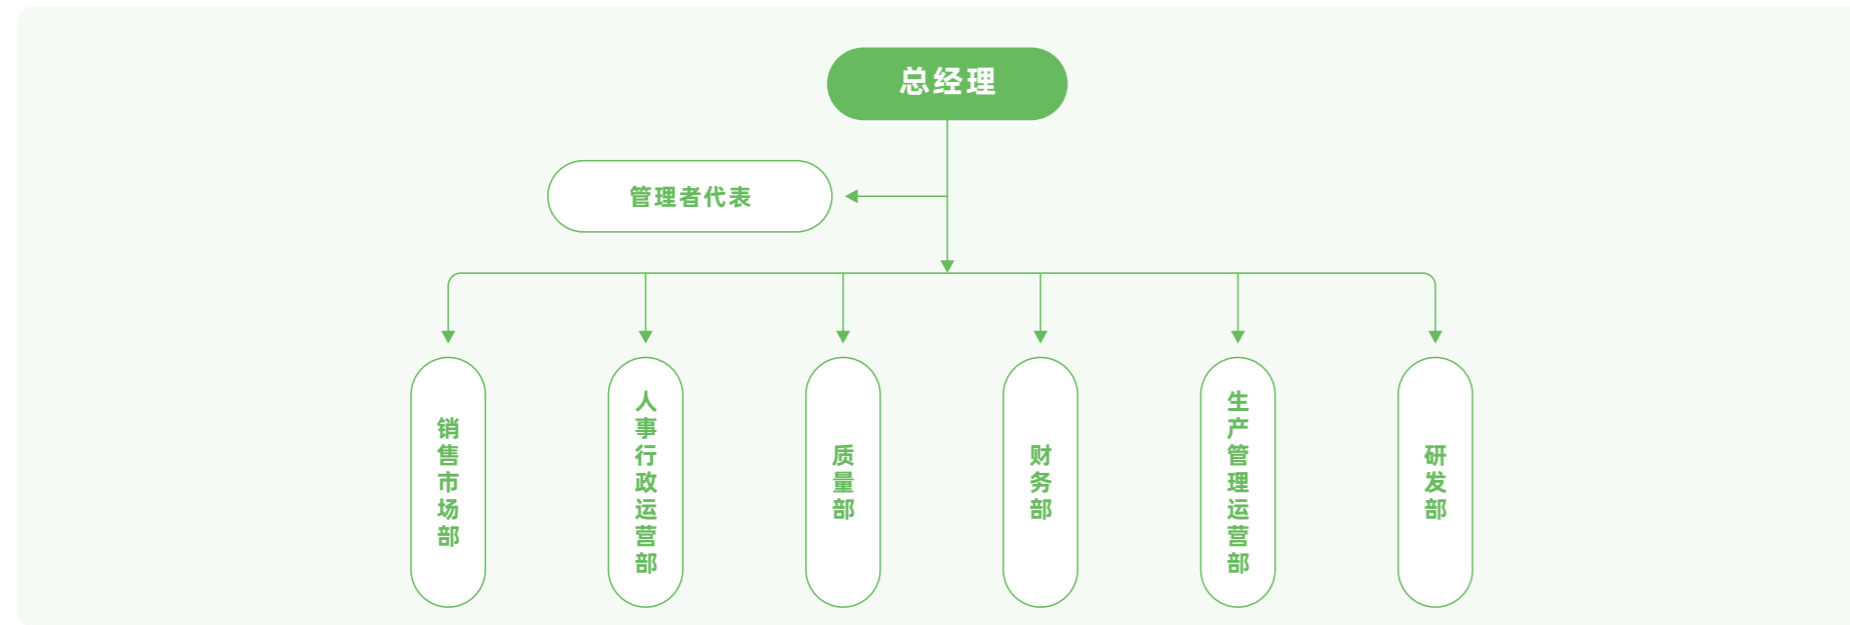 总经理
管理者代表
销售市场部
人事行政运营部
质量部
财务部
生产管理运营部
研发部